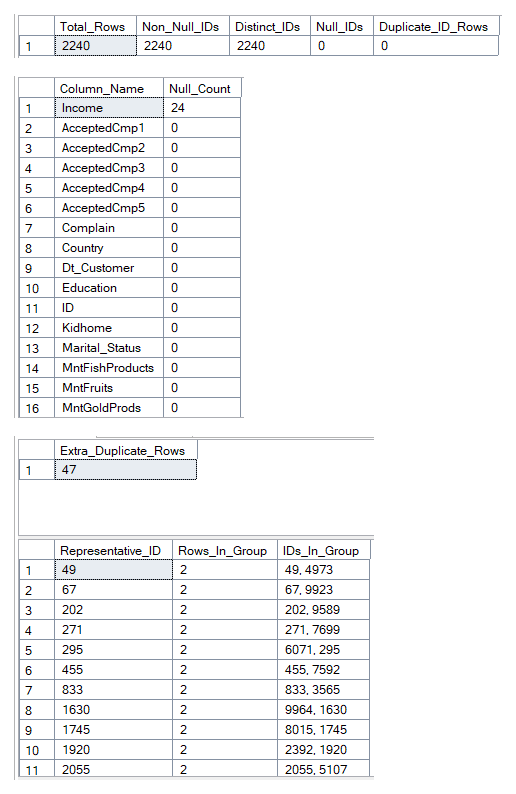 Total_Rows Non_Null_IDs Distinct_IDs Null_IDs Duplicate_ID_Rows
1 2240 2240 2240 0 0
Column_Name Null_Count
1 Income 24
2 AcceptedCmp1 0
3 AcceptedCmp2 0
4 AcceptedCmp3 0
5 AcceptedCmp4 0
6 AcceptedCmp5 0
7 Complain 0
8 Country 0
9 Dt_Customer 0
10 Education 0
11 ID 0
12 Kidhome 0
13 Marital_Status 0
14 MntFishProducts 0
15 MntFruits 0
16 MntGoldProds 0
Extra_Duplicate_Rows
1 47
Representative_ID Rows_In_Group IDs_In_Group
1 49 2 49, 4973
2 67 2 67, 9923
3 202 2 202, 9589
4 271 2 271, 7699
5 295 2 6071, 295
6 455 2 455, 7592
7 833 2 833, 3565
8 1630 2 9964, 1630
9 1745 2 8015, 1745
10 1920 2 2392, 1920
11 2055 2 2055, 5107